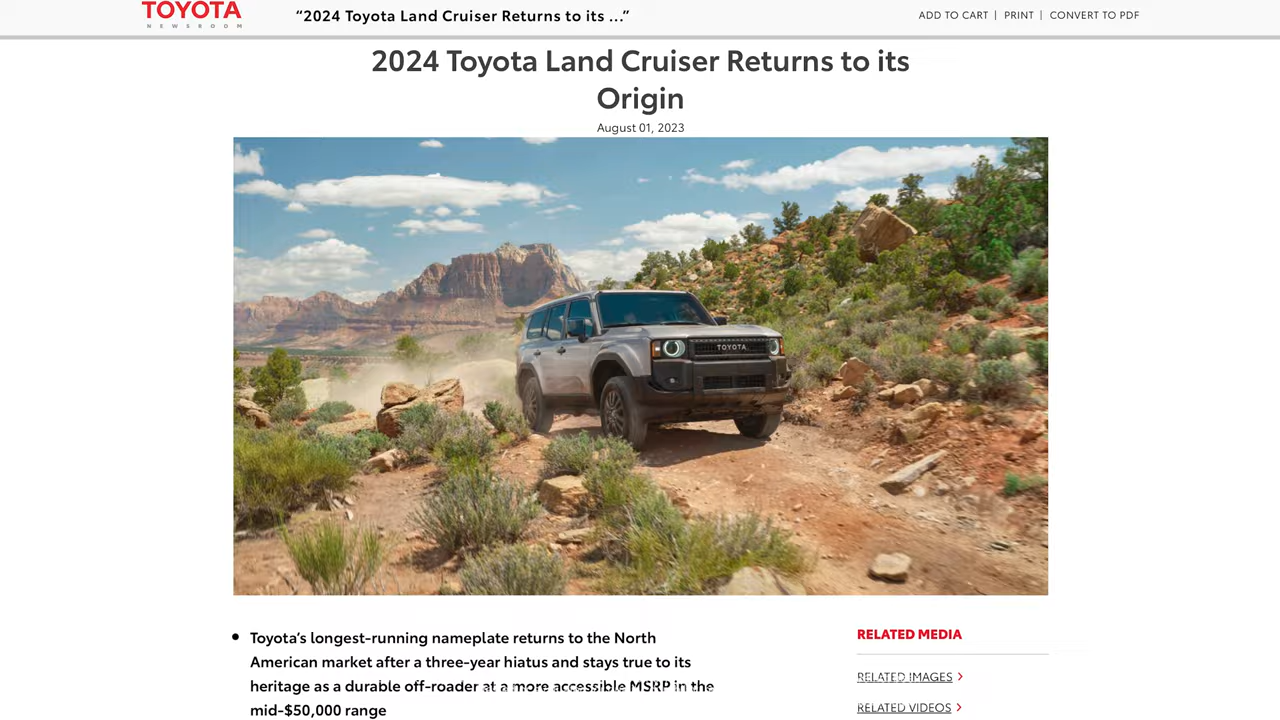 TOYOTA
NEWSROOM
“2024 Toyota Land Cruiser Returns to its ...”
ADD TO CART | PRINT | CONVERT TO PDF
2024 Toyota Land Cruiser Returns to its
Origin
August 01, 2023
TOYOTA
• Toyota’s longest-running nameplate returns to the North
American market after a three-year hiatus and stays true to its
heritage as a durable off-roader at a more accessible MSRP in the
mid-$50,000 range
RELATED MEDIA
RELATED IMAGES >
RELATED VIDEOS >